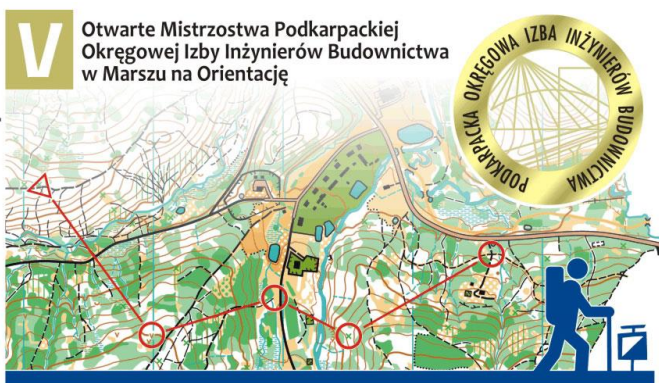 V
Otwarte Mistrzostwa Podkarpackiej
Okręgowej Izby Inżynierów Budownictwa
w Marszu na Orientację
PODKARPACKA OKRĘGOWA IZBA INŻYNIERÓW BUDOWNICTWA